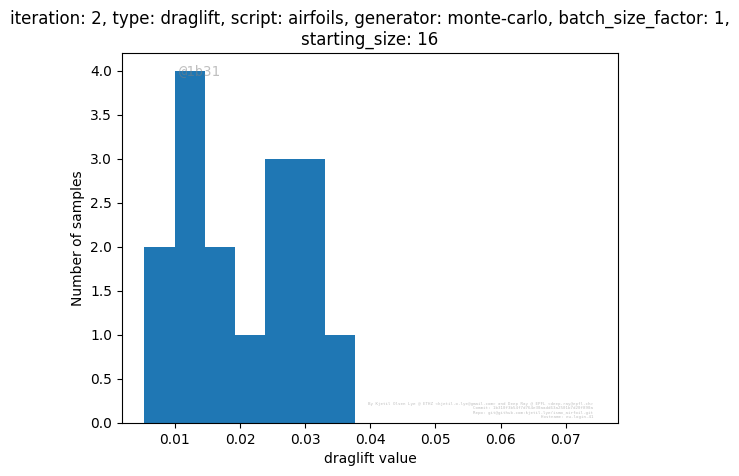 iteration: 2, type: draglift, script: airfoils, generator: monte-carlo, batch_size_factor: 1,
starting_size: 16
@1b31
4.0
3.5
3.0
2.5
2.0
1.5
1.0
0.5
0.0
Number of samples
0.01 0.02 0.03 0.04 0.05 0.06 0.07
draglift value